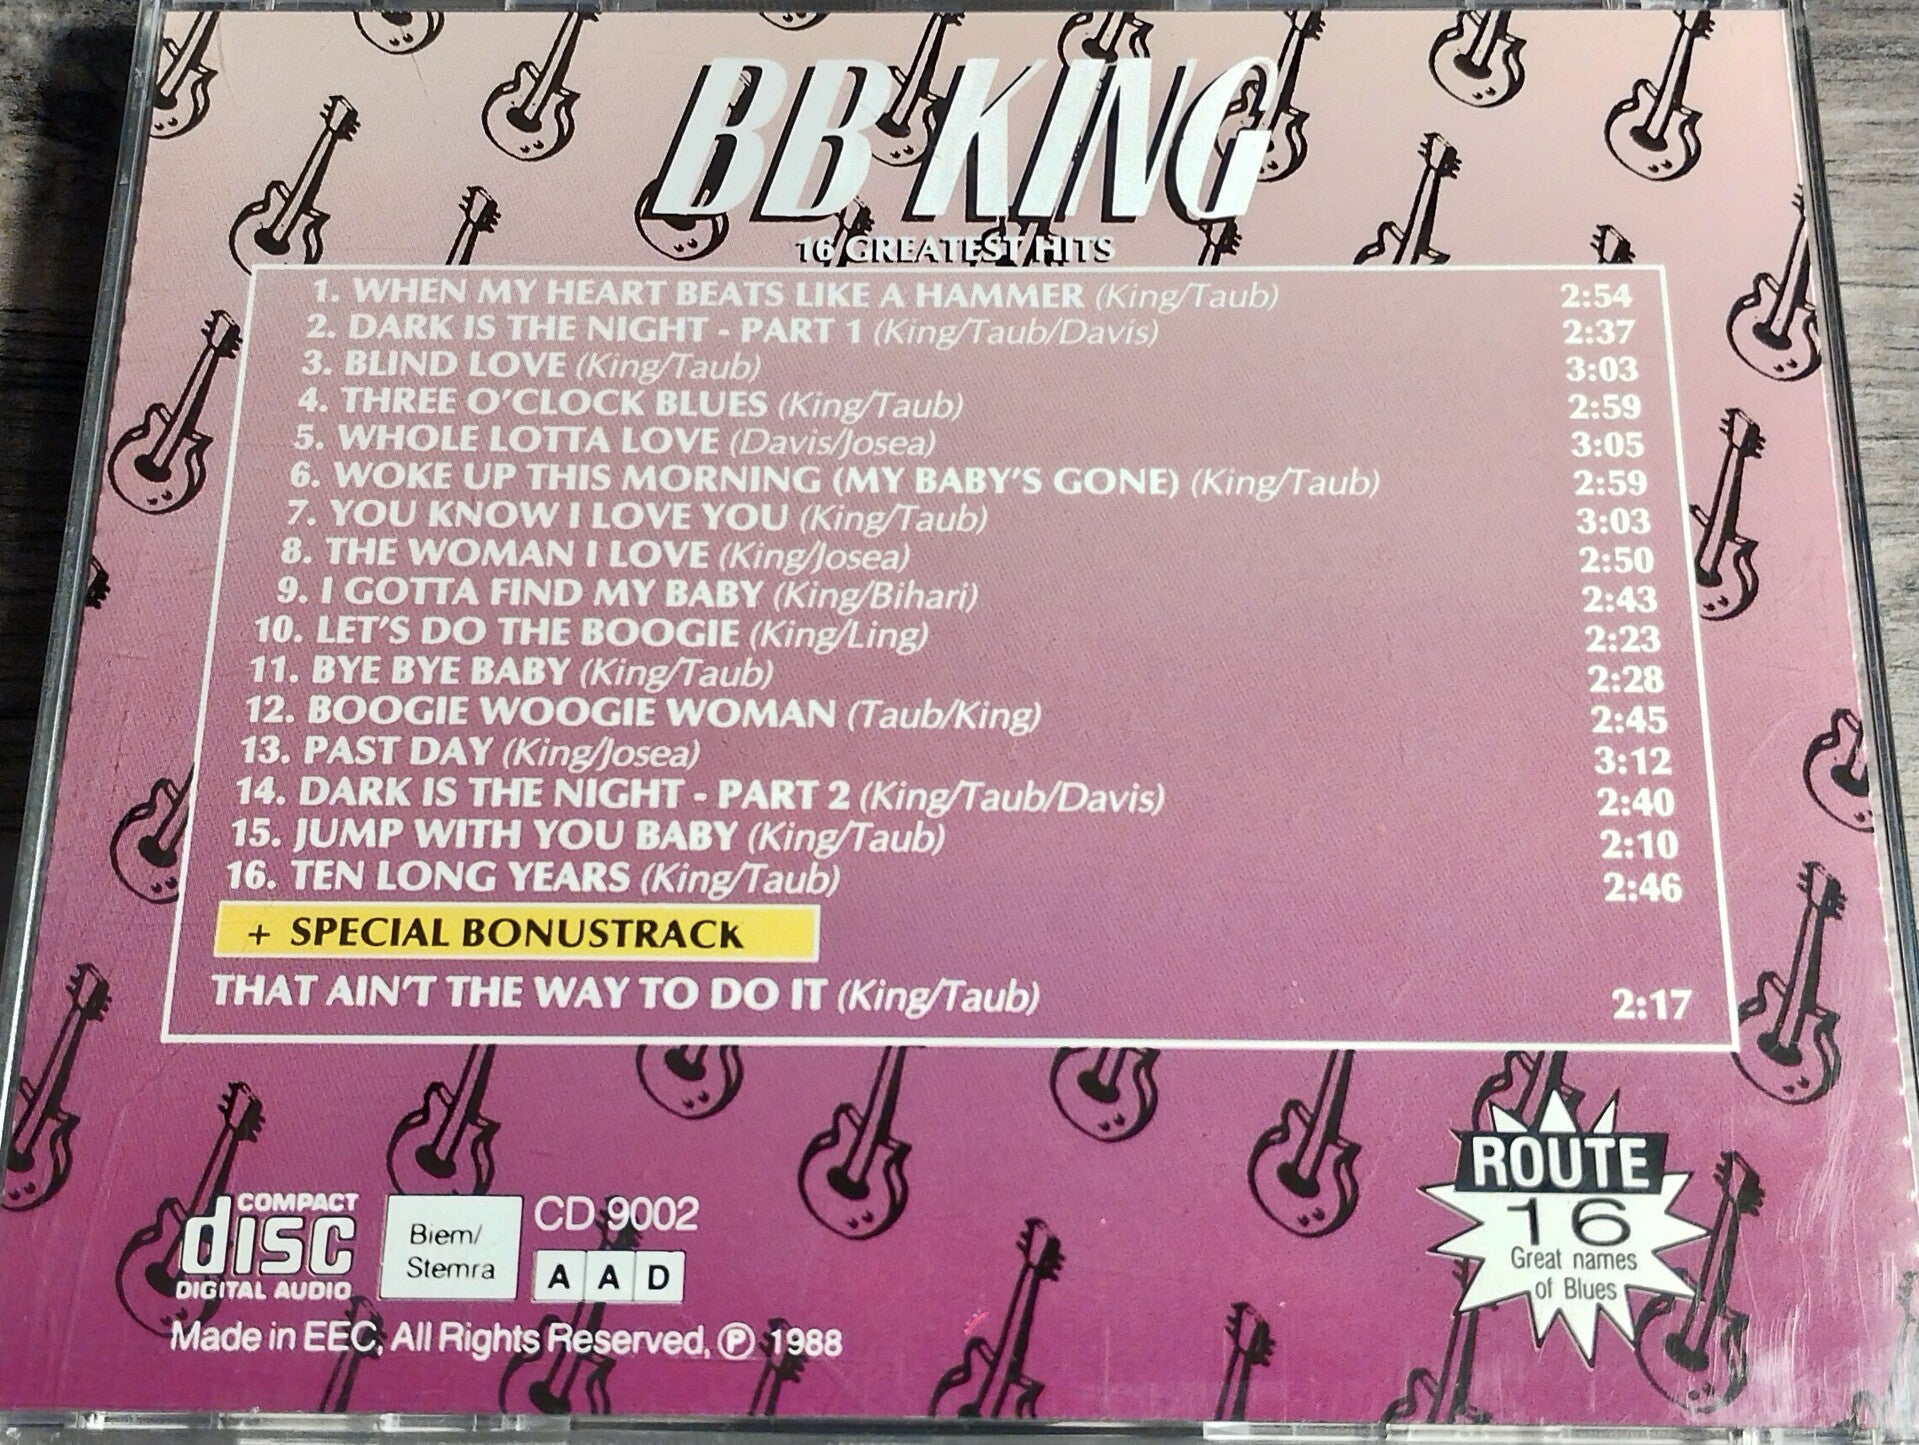 BB KING
16 GREATEST HITS
1. WHEN MY HEART BEATS LIKE A HAMMER (King/Taub) 2:54
2. DARK IS THE NIGHT - PART 1 (King/Taub/Davis) 2:37
3. BLIND LOVE (King/Taub) 3:03
4. THREE O'CLOCK BLUES (King/Taub) 2:59
5. WHOLE LOTTA LOVE (Davis/Josea) 3:05
6. WOKE UP THIS MORNING (MY BABY'S GONE) (King/Taub) 2:59
7. YOU KNOW I LOVE YOU (King/Taub) 3:03
8. THE WOMAN I LOVE (King/Josea) 2:50
9. I GOTTA FIND MY BABY (King/Bihari) 2:43
10. LET'S DO THE BOOGIE (King/Ling) 2:23
11. BYE BYE BABY (King/Taub) 2:28
12. BOOGIE WOOGIE WOMAN (Taub/King) 2:45
13. PAST DAY (King/Josea) 3:12
14. DARK IS THE NIGHT - PART 2 (King/Taub/Davis) 2:40
15. JUMP WITH YOU BABY (King/Taub) 2:10
16. TEN LONG YEARS (King/Taub) 2:46
+ SPECIAL BONUSTRACK
THAT AIN'T THE WAY TO DO IT (King/Taub) 2:17
COMPACT
disc
DIGITAL AUDIO
Biem/
Stemra
CD 9002
A A D
Made in EEC, All Rights Reserved, ℗ 1988
ROUTE
16
Great names
of Blues